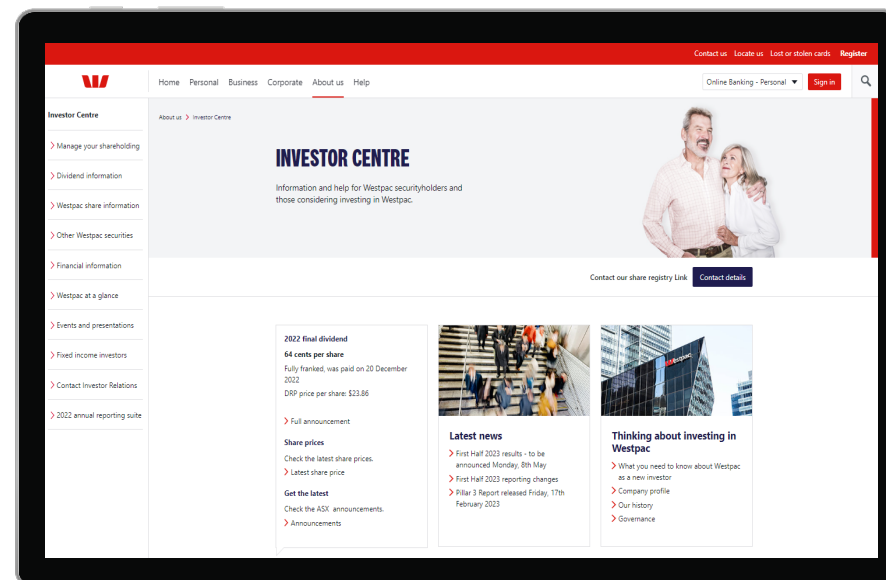 Contact us Locate us Lost or stolen cards Register
Home Personal Business Corporate About us Help
Online Banking - Personal Sign in
Investor Centre
Manage your shareholding
Dividend information
Westpac share information
Other Westpac securities
Financial information
Westpac at a glance
Events and presentations
Fixed income investors
Contact Investor Relations
2022 annual reporting suite
About us Investor Centre
INVESTOR CENTRE
Information and help for Westpac securityholders and
those considering investing in Westpac.
Contact our share registry Link Contact details
2022 final dividend
64 cents per share
Fully franked, was paid on 20 December
2022
DRP price per share: $23.86
Full announcement
Share prices
Check the latest share prices.
Latest share price
Get the latest
Check the ASX announcements.
Announcements
Latest news
First Half 2023 results - to be
announced Monday, 8th May
First Half 2023 reporting changes
Pillar 3 Report released Friday, 17th
February 2023
Westpac
Thinking about investing in
Westpac
What you need to know about Westpac
as a new investor
Company profile
Our history
Governance